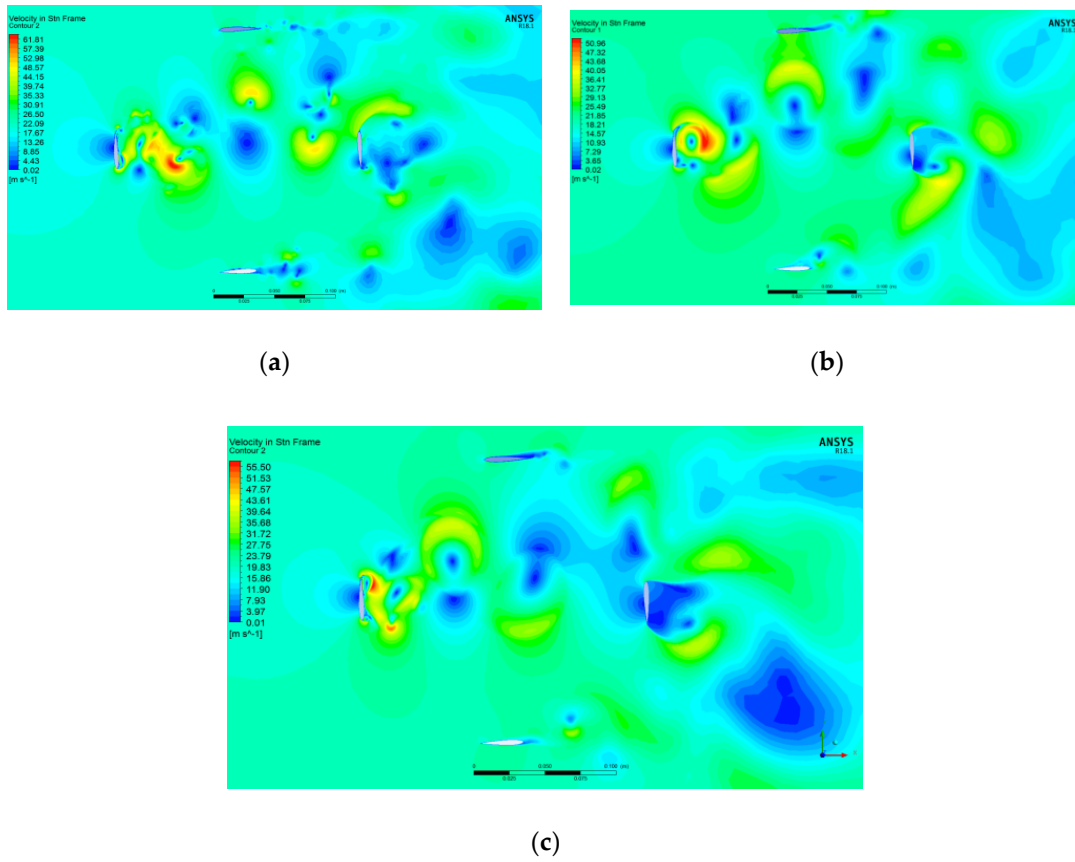 Velocity in Stn Frame
Contour 2
61.81
57.39
52.98
48.57
44.15
39.74
35.33
30.91
26.50
22.09
17.67
13.26
8.85
4.43
0.02
[m s^-1]
ANSYS
R18.1
0
0.100 (m)
0.025
0.075
(a)
Velocity in Stn Frame
Contour 1
50.96
47.32
43.68
40.05
36.41
32.77
29.13
25.49
21.85
18.21
14.57
10.93
7.29
3.65
0.02
[m s^-1]
ANSYS
R18.1
0
0.050
0.100 (m)
0.025
0.075
(b)
Velocity in Stn Frame
Contour 2
55.50
51.53
47.57
43.61
39.64
35.68
31.72
27.75
23.79
19.83
15.86
11.90
7.93
3.97
0.01
[m s^-1]
ANSYS
R18.1
0
0.050
0.100 (m)
0.025
0.075
(c)